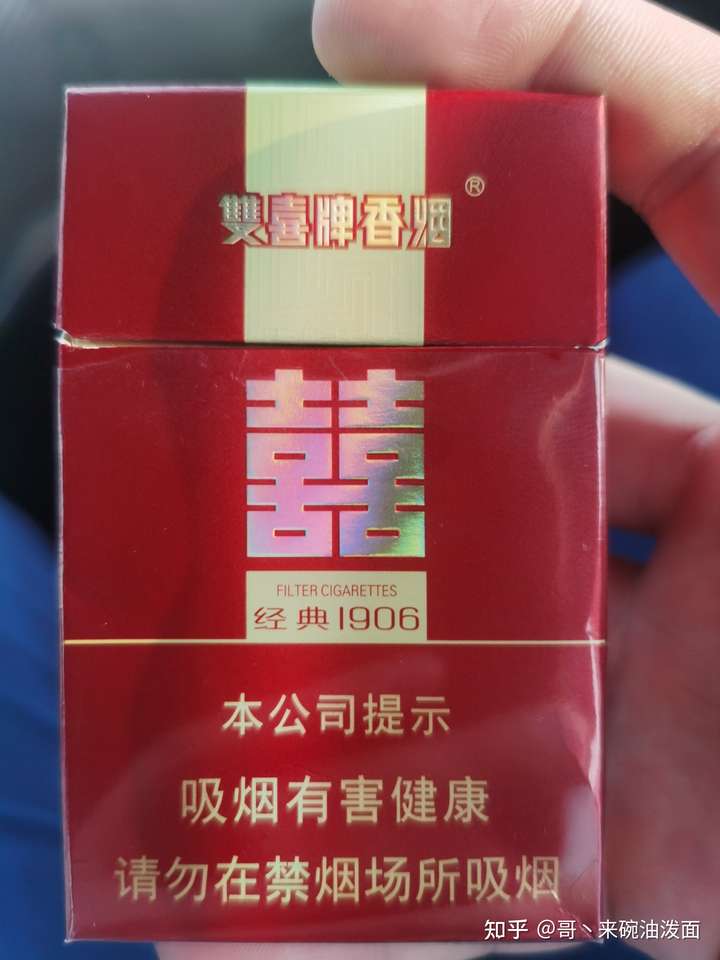 雙喜牌香烟®
囍
FILTER CIGARETTES
经典1906
本公司提示
吸烟有害健康
请勿在禁烟场所吸烟
知乎 @哥丶来碗油泼面